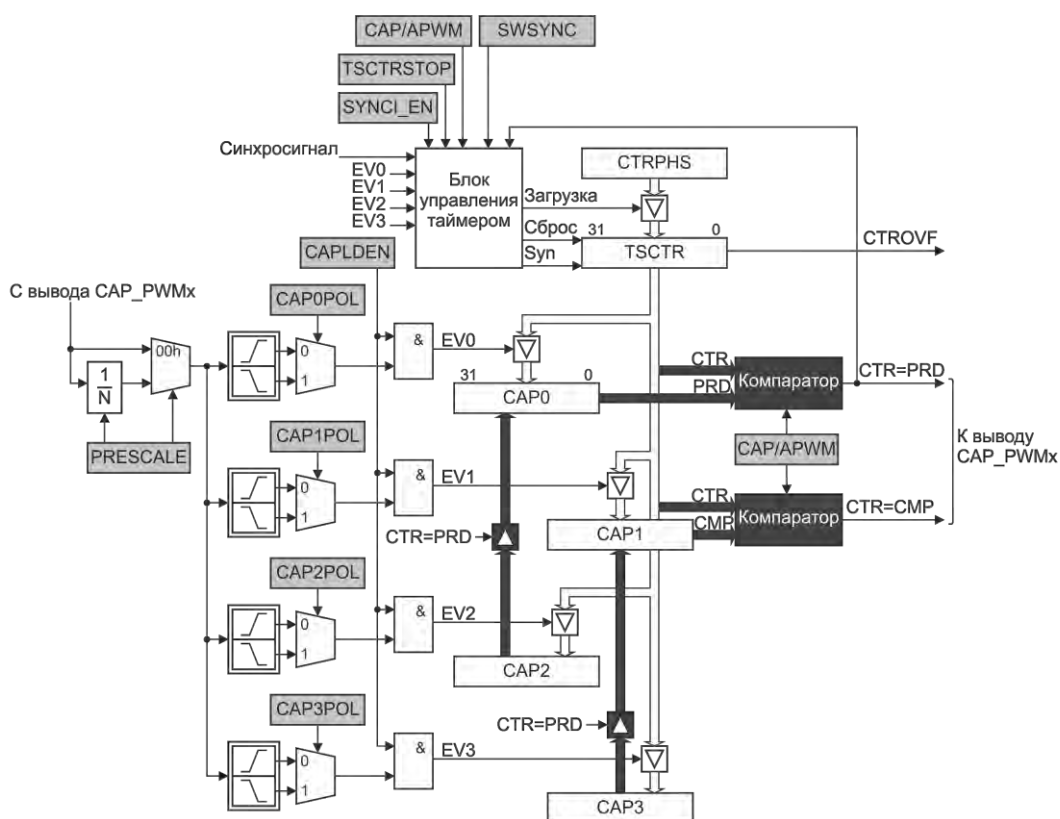 CAP/APWM
SWSYNC
TSCTRSTOP
SYNCI_EN
Синхросигнал
EV0
EV1
EV2
EV3
Блок
управления
таймером
CTRPHS
Загрузка
Сброс
Syn
31
0
TSCTR
CTROVF
CAPLDEN
С вывода CAP_PWMx
CAP0POL
00h
1
N
PRESCALE
0
1
&
EV0
31
0
CAP0
CTR
PRD
Компаратор
CTR=PRD
CAP/APWM
К выводу
CAP_PWMx
CAP1POL
0
1
&
EV1
CTR
CMP
Компаратор
CTR=CMP
CAP1
CTR=PRD
CAP2POL
0
1
&
EV2
CAP2
CAP3POL
0
1
&
EV3
CTR=PRD
CAP3